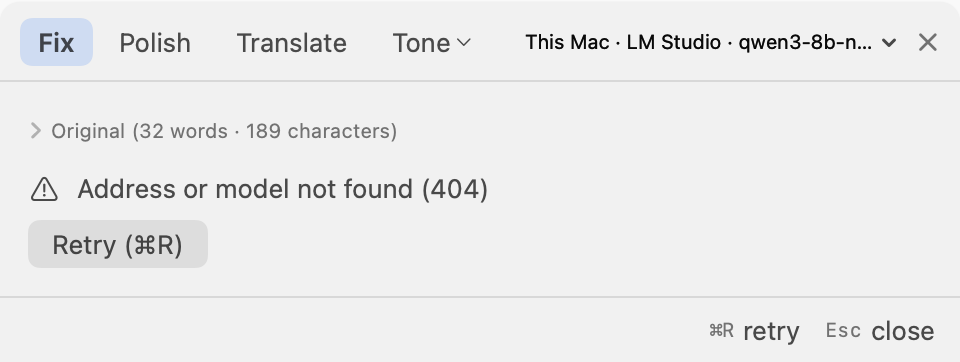 Fix Polish Translate Tone This Mac · LM Studio · qwen3-8b-n...
Original (32 words · 189 characters)
Address or model not found (404)
Retry (⌘R)
⌘R retry Esc close